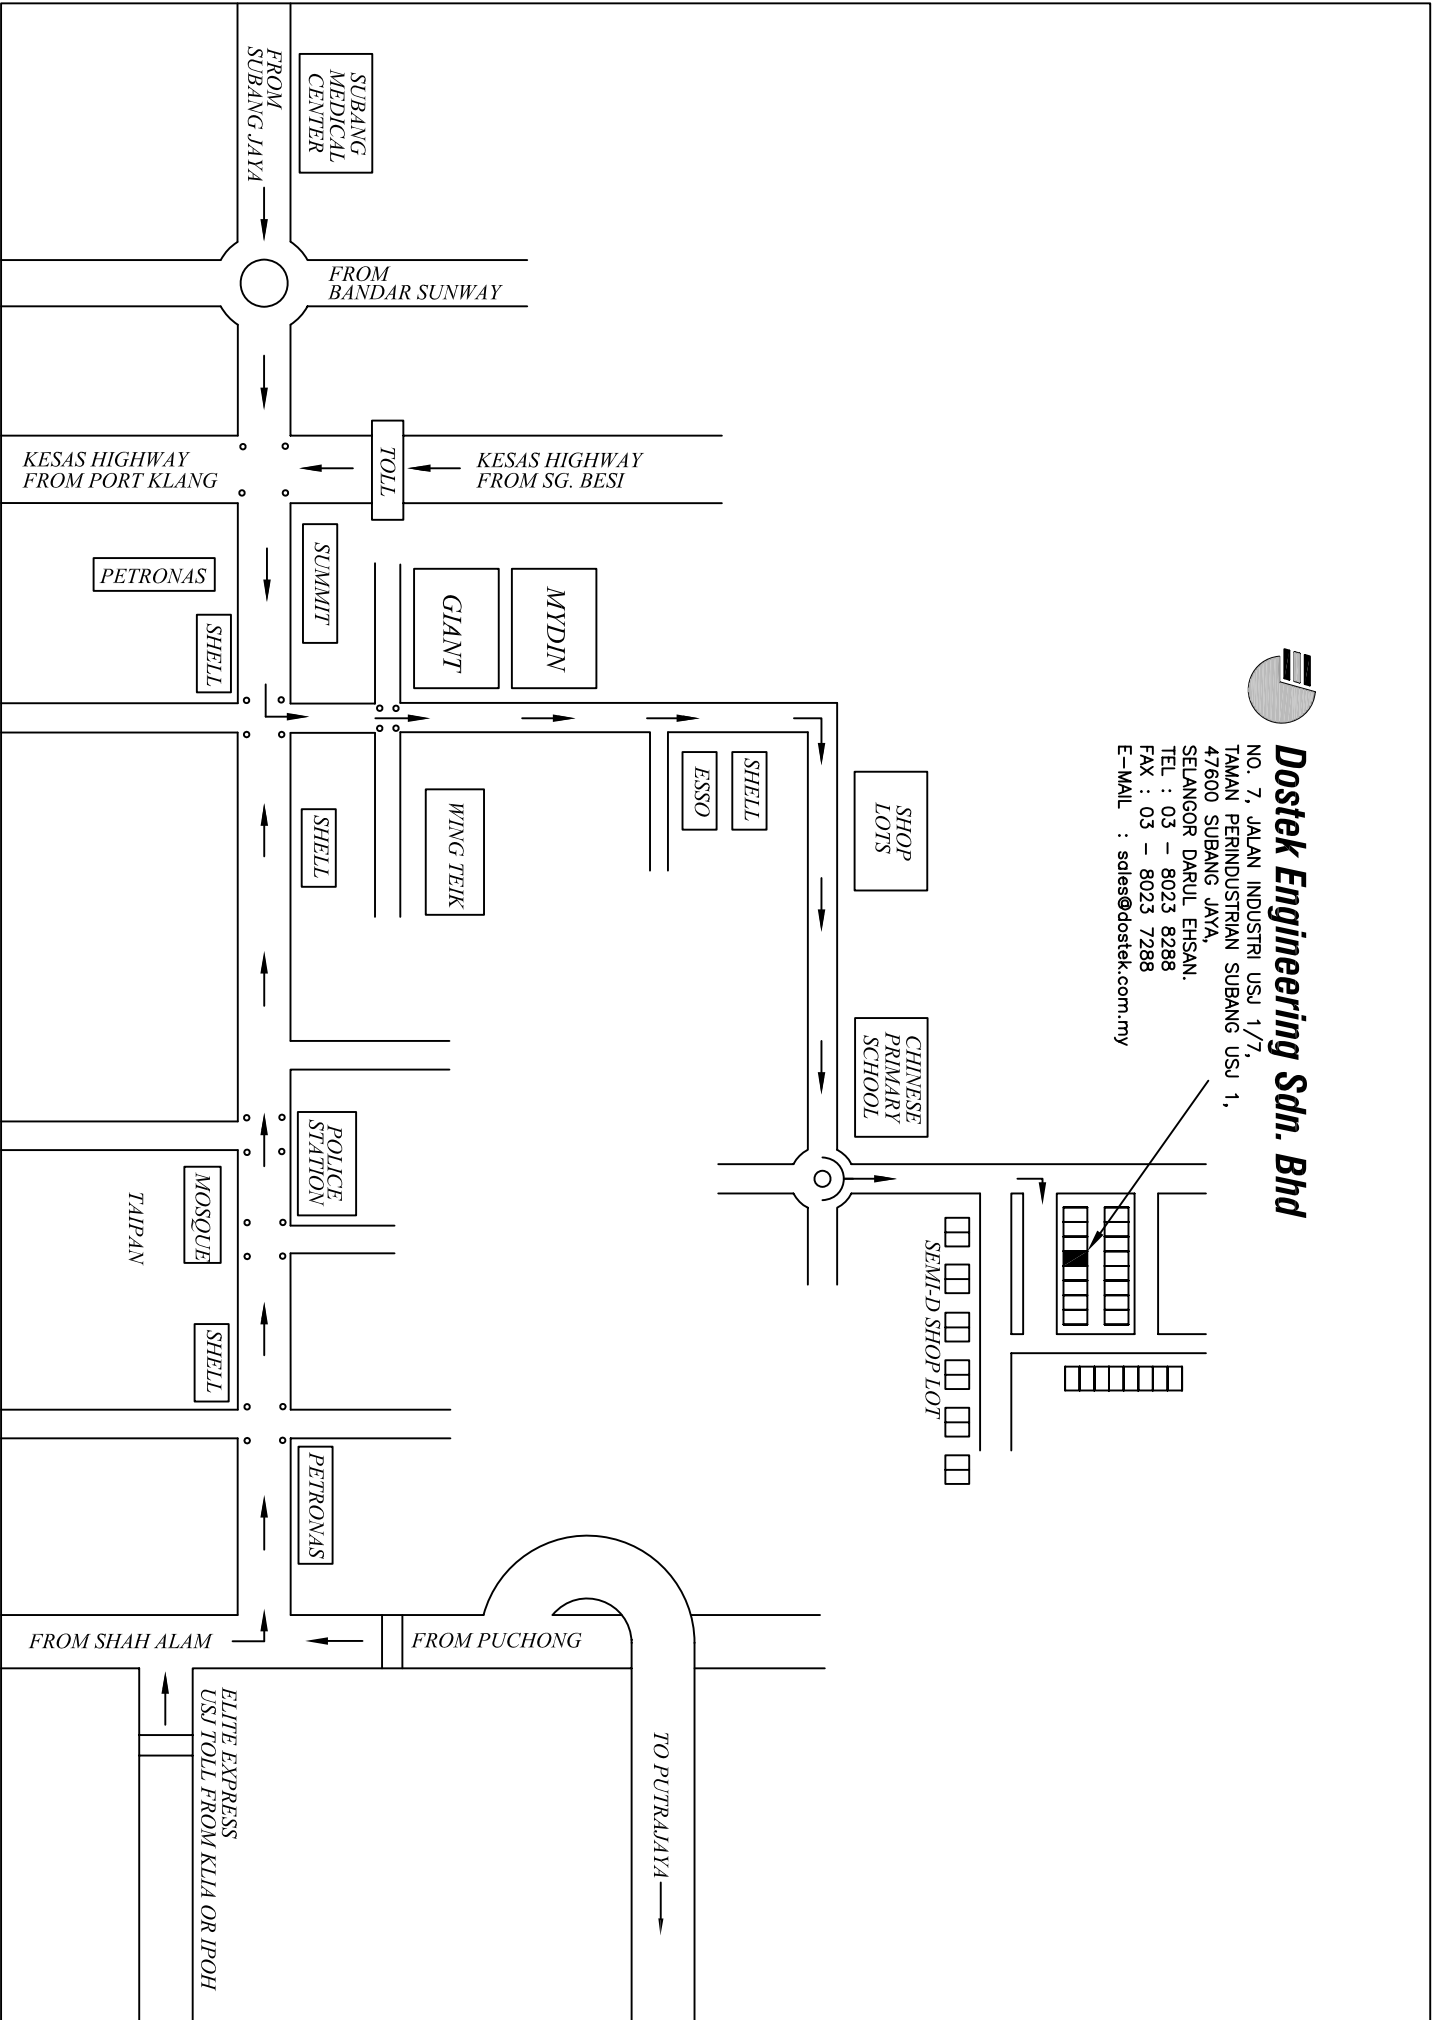 Dostek Engineering Sdn. Bhd
NO. 7, JALAN INDUSTRI USJ 1/7,
TAMAN PERINDUSTRIAN SUBANG USJ 1,
47600 SUBANG JAYA,
SELANGOR DARUL EHSAN.
TEL : 03 - 8023 8288
FAX : 03 - 8023 7288
E-MAIL : sales@dostek.com.my
SHOP
LOTS
CHINESE
PRIMARY
SCHOOL
SEMI-D SHOP LOT
MYDIN
GIANT
SHELL
ESSO
WING TEIK
TO PUTRAJAYA
SUBANG
MEDICAL
CENTER
FROM
SUBANG JAYA
FROM
BANDAR SUNWAY
TOLL
KESAS HIGHWAY
FROM SG. BESI
KESAS HIGHWAY
FROM PORT KLANG
SUMMIT
PETRONAS
SHELL
SHELL
POLICE
STATION
MOSQUE
TAIPAN
SHELL
PETRONAS
FROM PUCHONG
FROM SHAH ALAM
ELITE EXPRESS
USJ TOLL FROM KLIA OR IPOH